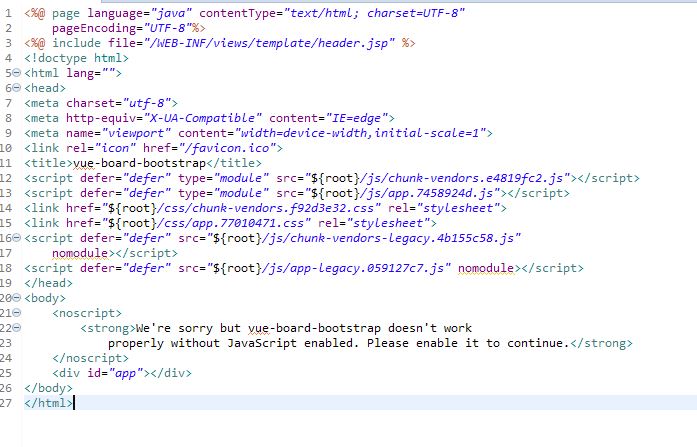 1 <%@ page language="java" contentType="text/html; charset=UTF-8"
2     pageEncoding="UTF-8"%>
3 <%@ include file="/WEB-INF/views/template/header.jsp" %>
4 <!doctype html>
5 <html lang="">
6 <head>
7 <meta charset="utf-8">
8 <meta http-equiv="X-UA-Compatible" content="IE=edge">
9 <meta name="viewport" content="width=device-width,initial-scale=1">
10 <link rel="icon" href="/favicon.ico">
11 <title>vue-board-bootstrap</title>
12 <script defer="defer" type="module" src="${root}/js/chunk-vendors.e4819fc2.js"></script>
13 <script defer="defer" type="module" src="${root}/js/app.7458924d.js"></script>
14 <link href="${root}/css/chunk-vendors.f92d3e32.css" rel="stylesheet">
15 <link href="${root}/css/app.77010471.css" rel="stylesheet">
16 <script defer="defer" src="${root}/js/chunk-vendors-legacy.4b155c58.js"
17     nomodule></script>
18 <script defer="defer" src="${root}/js/app-legacy.059127c7.js" nomodule></script>
19 </head>
20 <body>
21     <noscript>
22         <strong>We're sorry but vue-board-bootstrap doesn't work
23             properly without JavaScript enabled. Please enable it to continue.</strong>
24     </noscript>
25     <div id="app"></div>
26 </body>
27 </html>